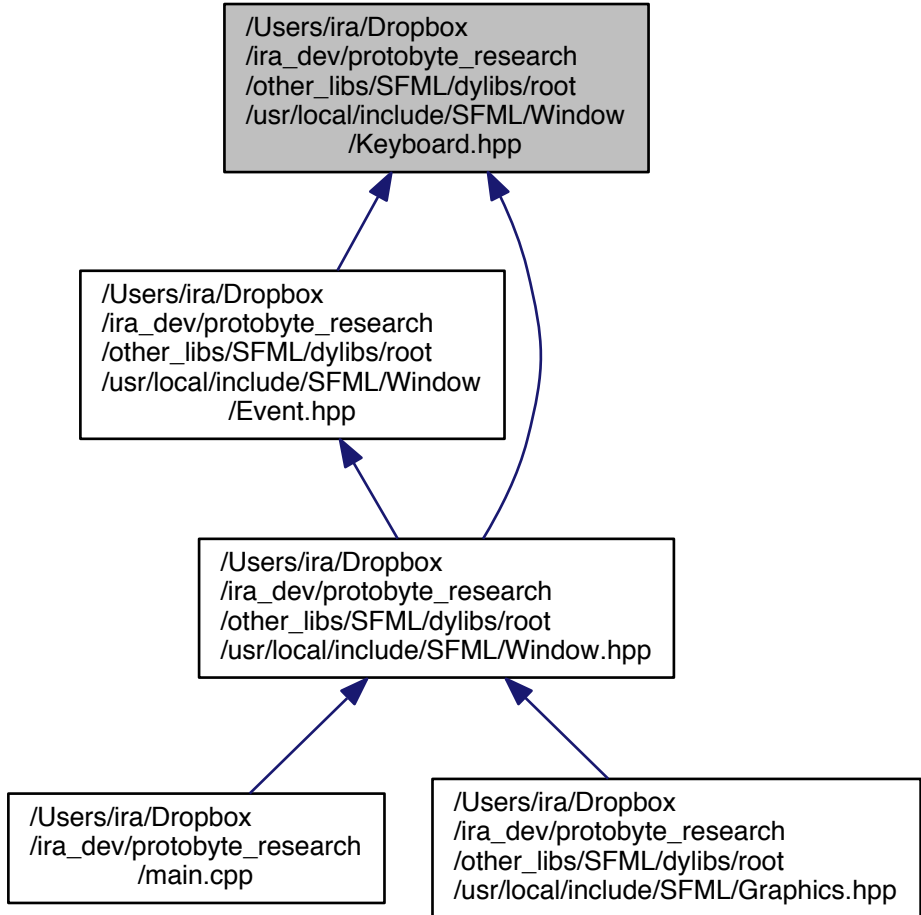 /Users/ira/Dropbox
/ira_dev/protobyte_research
/other_libs/SFML/dylibs/root
/usr/local/include/SFML/Window
/Keyboard.hpp
/Users/ira/Dropbox
/ira_dev/protobyte_research
/other_libs/SFML/dylibs/root
/usr/local/include/SFML/Window
/Event.hpp
/Users/ira/Dropbox
/ira_dev/protobyte_research
/other_libs/SFML/dylibs/root
/usr/local/include/SFML/Window.hpp
/Users/ira/Dropbox
/ira_dev/protobyte_research
/main.cpp
/Users/ira/Dropbox
/ira_dev/protobyte_research
/other_libs/SFML/dylibs/root
/usr/local/include/SFML/Graphics.hpp